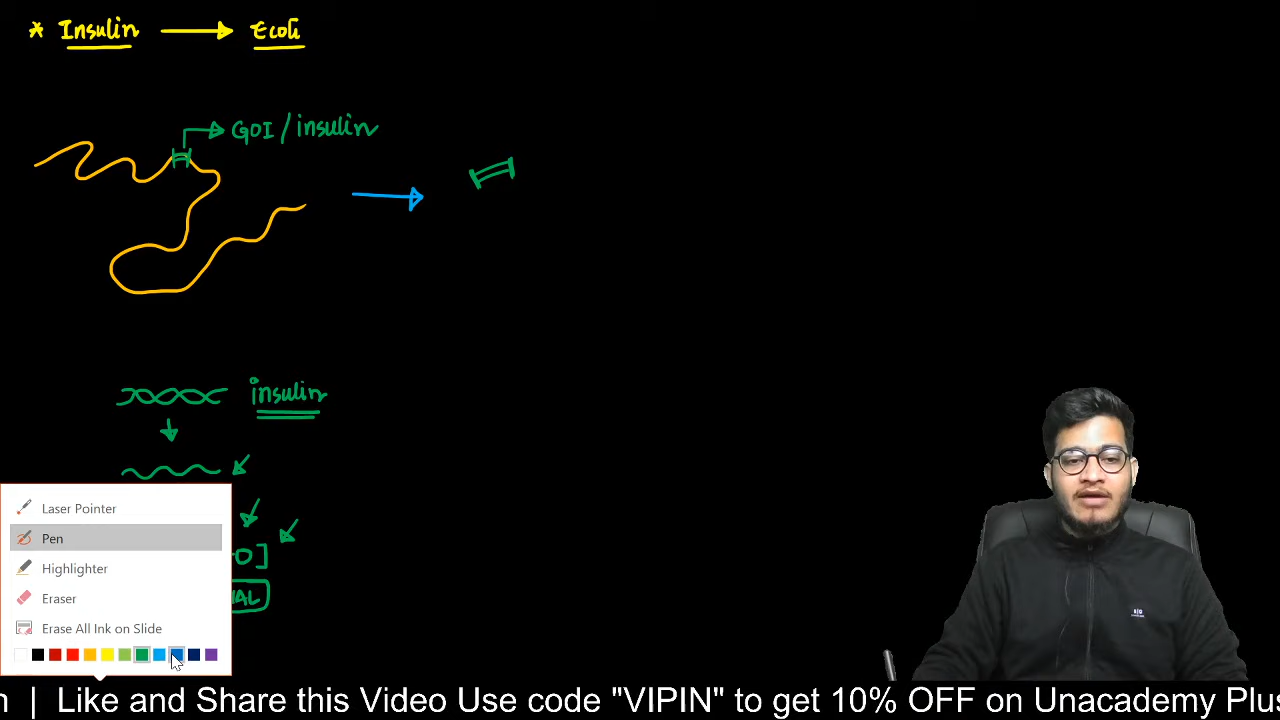 * Insulin → Ecoli
GOI/insulin
insulin
Laser Pointer
Pen
Highlighter
Eraser
Erase All Ink on Slide
n | Like and Share this Video Use code "VIPIN" to get 10% OFF on Unacademy Plus